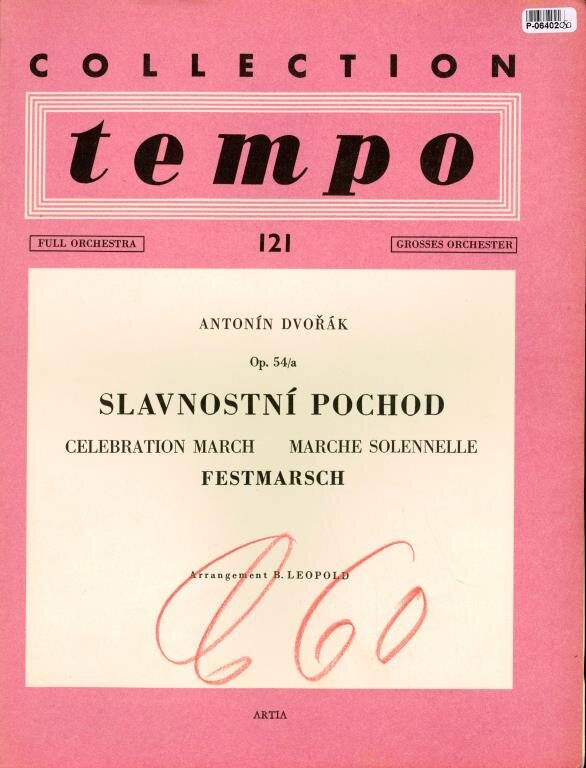 P-06402
COLLECTION
tempo
FULL ORCHESTRA 121 GROSSES ORCHESTER
ANTONÍN DVOŘÁK
Op. 54/a
SLAVNOSTNÍ POCHOD
CELEBRATION MARCH MARCHE SOLENNELLE
FESTMARSCH
Arrangement B. LEOPOLD
60
ARTIA